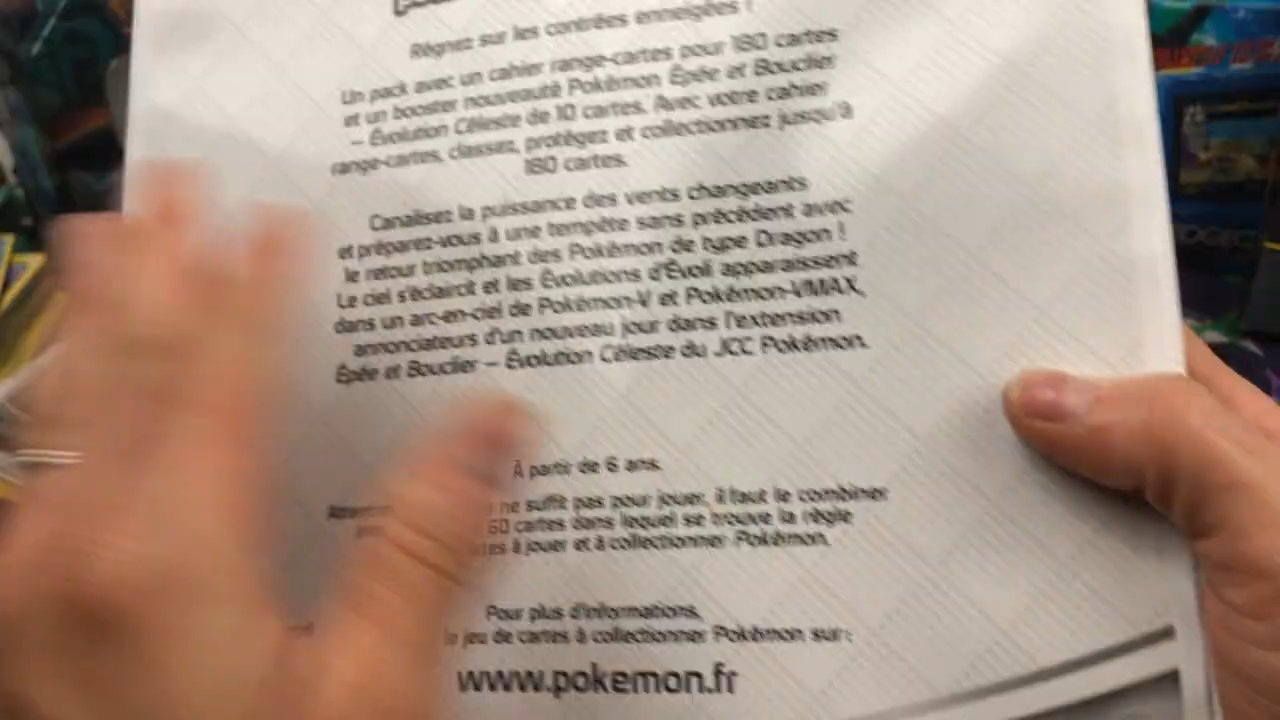 Régnez sur les contrées enneigées !
Un pack avec un cahier range-cartes pour 180 cartes
et un booster nouveauté Pokémon Épée et Bouclier
– Évolution Céleste de 10 cartes. Avec votre cahier
range-cartes, classez, protégez et collectionnez jusqu'à
180 cartes.
Canalisez la puissance des vents changeants
et préparez-vous à une tempête sans précédent avec
le retour triomphant des Pokémon de type Dragon !
Le ciel s'éclaircit et les Évolutions d'Évoli apparaissent
dans un arc-en-ciel de Pokémon-V et Pokémon-VMAX,
annonciateurs d'un nouveau jour dans l'extension
Épée et Bouclier – Évolution Céleste du JCC Pokémon.
À partir de 6 ans.
ne suffit pas pour jouer, il faut le combiner
60 cartes dans lequel se trouve la règle
à jouer et à collectionner Pokémon.
Pour plus d'informations,
le jeu de cartes à collectionner Pokémon sur :
www.pokemon.fr